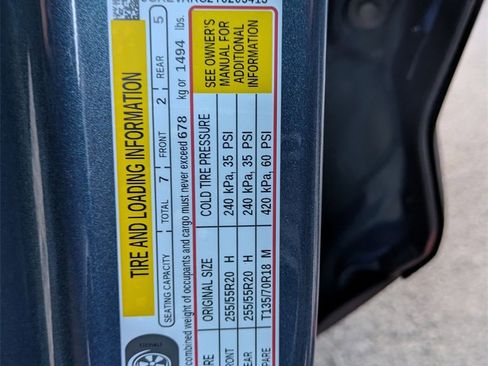 TIRE AND LOADING INFORMATION
SEATING CAPACITY TOTAL 7 FRONT 2 REAR 5
combined weight of occupants and cargo must never exceed 678 kg or 1494 lbs.
ORIGINAL SIZE COLD TIRE PRESSURE
255/55R20 H 240 kPa, 35 PSI
REAR 255/55R20 H 240 kPa, 35 PSI
T135/70R18 M 420 kPa, 60 PSI
SEE OWNER'S
MANUAL FOR
ADDITIONAL
INFORMATION